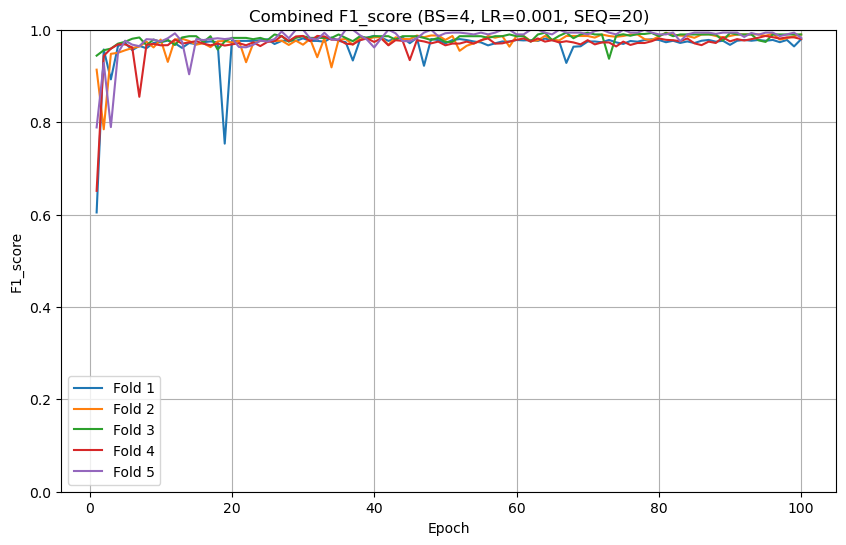 Combined F1_score (BS=4, LR=0.001, SEQ=20)
F1_score
1.0
0.8
0.6
0.4
0.2
0.0
Fold 1
Fold 2
Fold 3
Fold 4
Fold 5
0 20 40 60 80 100
Epoch